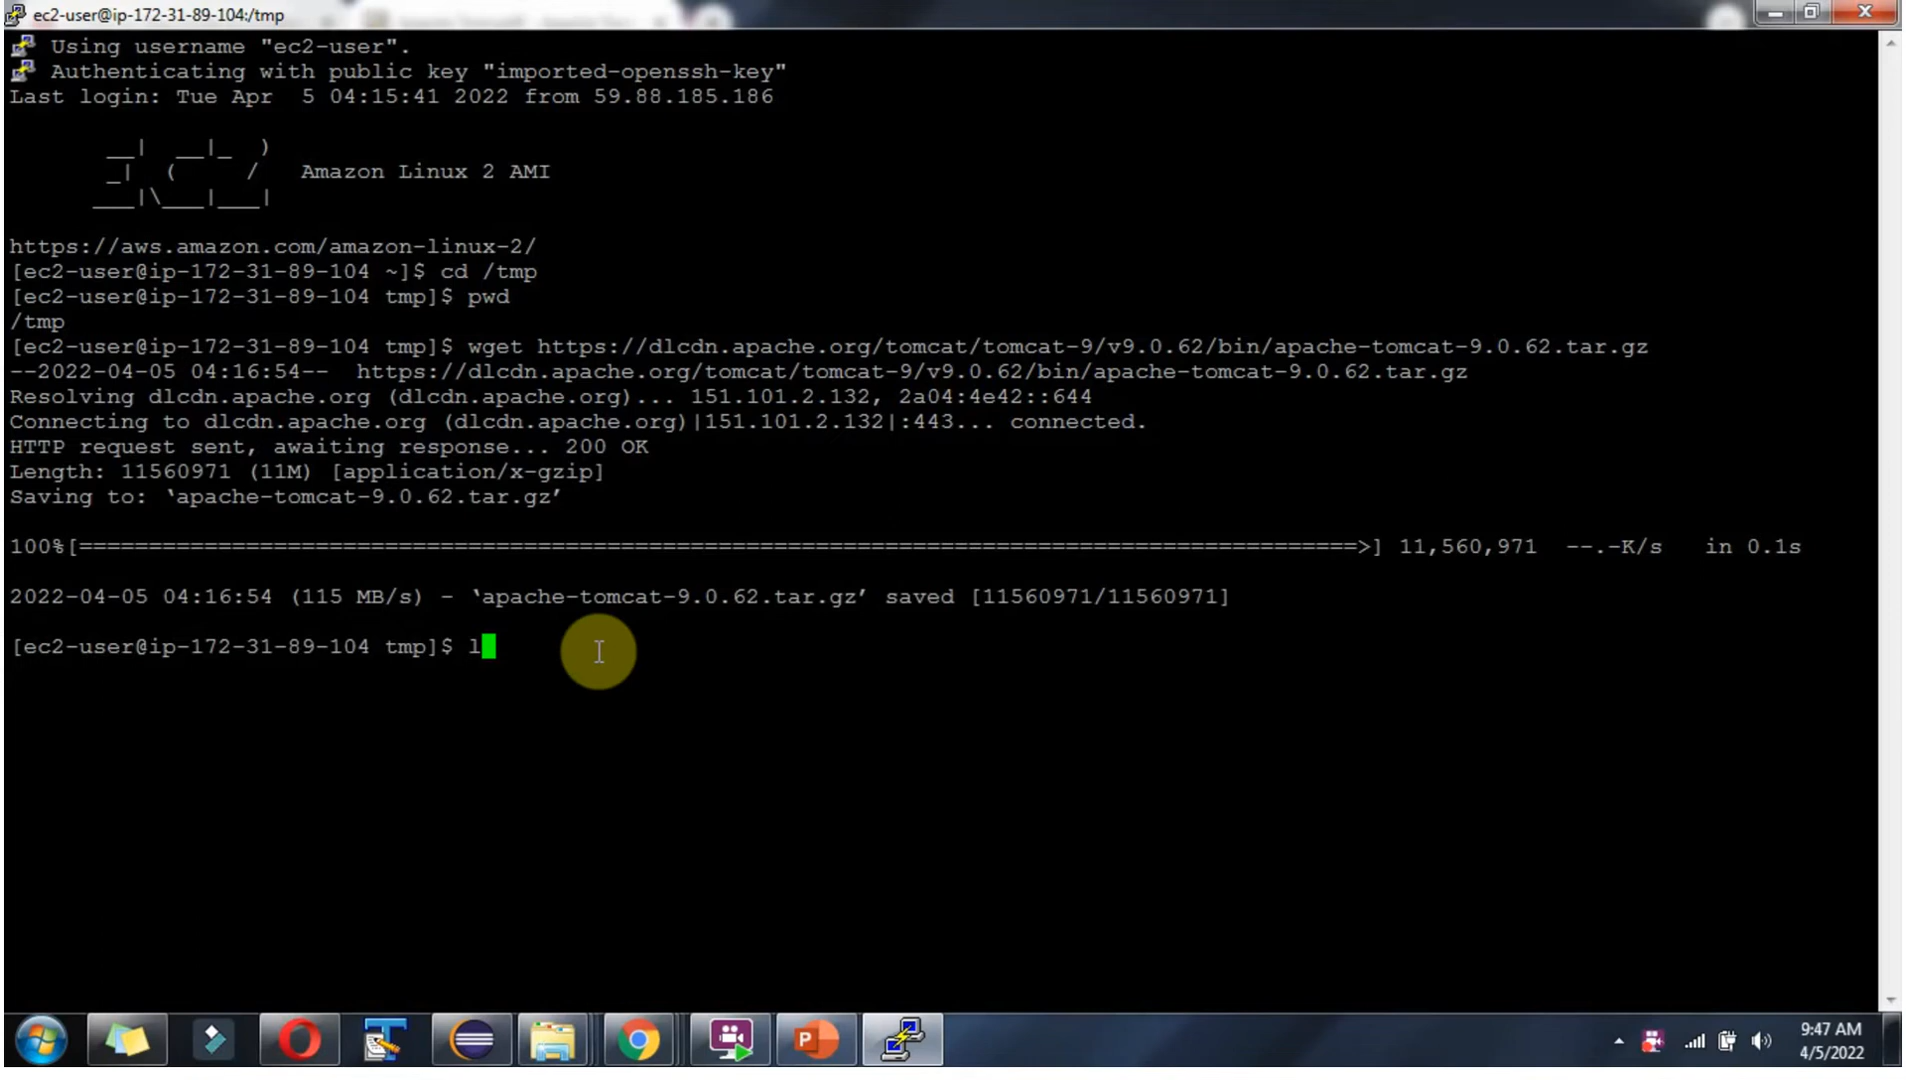 ec2-user@ip-172-31-89-104:/tmp
Using username "ec2-user".
Authenticating with public key "imported-openssh-key"
Last login: Tue Apr  5 04:15:41 2022 from 59.88.185.186
       __|  __|_  )
       _|  (     /   Amazon Linux 2 AMI
      ___|\___|___|
https://aws.amazon.com/amazon-linux-2/
[ec2-user@ip-172-31-89-104 ~]$ cd /tmp
[ec2-user@ip-172-31-89-104 tmp]$ pwd
/tmp
[ec2-user@ip-172-31-89-104 tmp]$ wget https://dlcdn.apache.org/tomcat/tomcat-9/v9.0.62/bin/apache-tomcat-9.0.62.tar.gz
--2022-04-05 04:16:54--  https://dlcdn.apache.org/tomcat/tomcat-9/v9.0.62/bin/apache-tomcat-9.0.62.tar.gz
Resolving dlcdn.apache.org (dlcdn.apache.org)... 151.101.2.132, 2a04:4e42::644
Connecting to dlcdn.apache.org (dlcdn.apache.org)|151.101.2.132|:443... connected.
HTTP request sent, awaiting response... 200 OK
Length: 11560971 (11M) [application/x-gzip]
Saving to: ‘apache-tomcat-9.0.62.tar.gz’
100%[============================================================================================>] 11,560,971  --.-K/s   in 0.1s
2022-04-05 04:16:54 (115 MB/s) - ‘apache-tomcat-9.0.62.tar.gz’ saved [11560971/11560971]
[ec2-user@ip-172-31-89-104 tmp]$ l
P
9:47 AM
4/5/2022